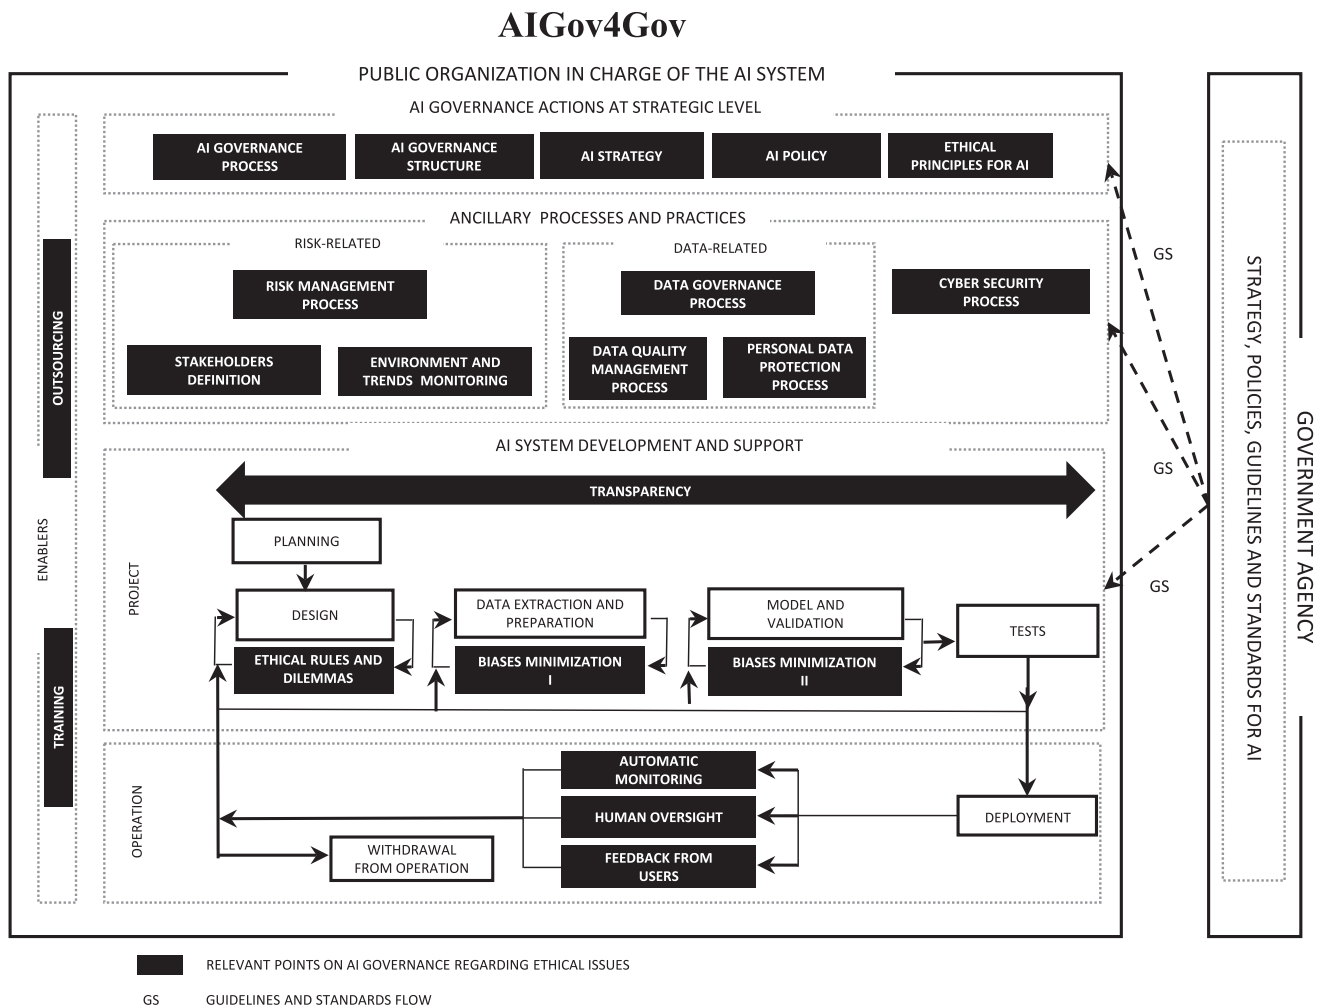 AIGov4Gov
PUBLIC ORGANIZATION IN CHARGE OF THE AI SYSTEM
AI GOVERNANCE ACTIONS AT STRATEGIC LEVEL
AI GOVERNANCE
PROCESS
AI GOVERNANCE
STRUCTURE
AI STRATEGY
AI POLICY
ETHICAL
PRINCIPLES FOR AI
ANCILLARY PROCESSES AND PRACTICES
RISK-RELATED
RISK MANAGEMENT
PROCESS
STAKEHOLDERS
DEFINITION
ENVIRONMENT AND
TRENDS MONITORING
DATA-RELATED
DATA GOVERNANCE
PROCESS
DATA QUALITY
MANAGEMENT
PROCESS
PERSONAL DATA
PROTECTION
PROCESS
CYBER SECURITY
PROCESS
OUTSOURCING
ENABLERS
TRAINING
AI SYSTEM DEVELOPMENT AND SUPPORT
TRANSPARENCY
PROJECT
PLANNING
DESIGN
ETHICAL RULES AND
DILEMMAS
DATA EXTRACTION AND
PREPARATION
BIASES MINIMIZATION
I
MODEL AND
VALIDATION
BIASES MINIMIZATION
II
TESTS
OPERATION
AUTOMATIC
MONITORING
HUMAN OVERSIGHT
FEEDBACK FROM
USERS
DEPLOYMENT
WITHDRAWAL
FROM OPERATION
GS
GS
GS
STRATEGY, POLICIES, GUIDELINES AND STANDARDS FOR AI
GOVERNMENT AGENCY
RELEVANT POINTS ON AI GOVERNANCE REGARDING ETHICAL ISSUES
GS GUIDELINES AND STANDARDS FLOW